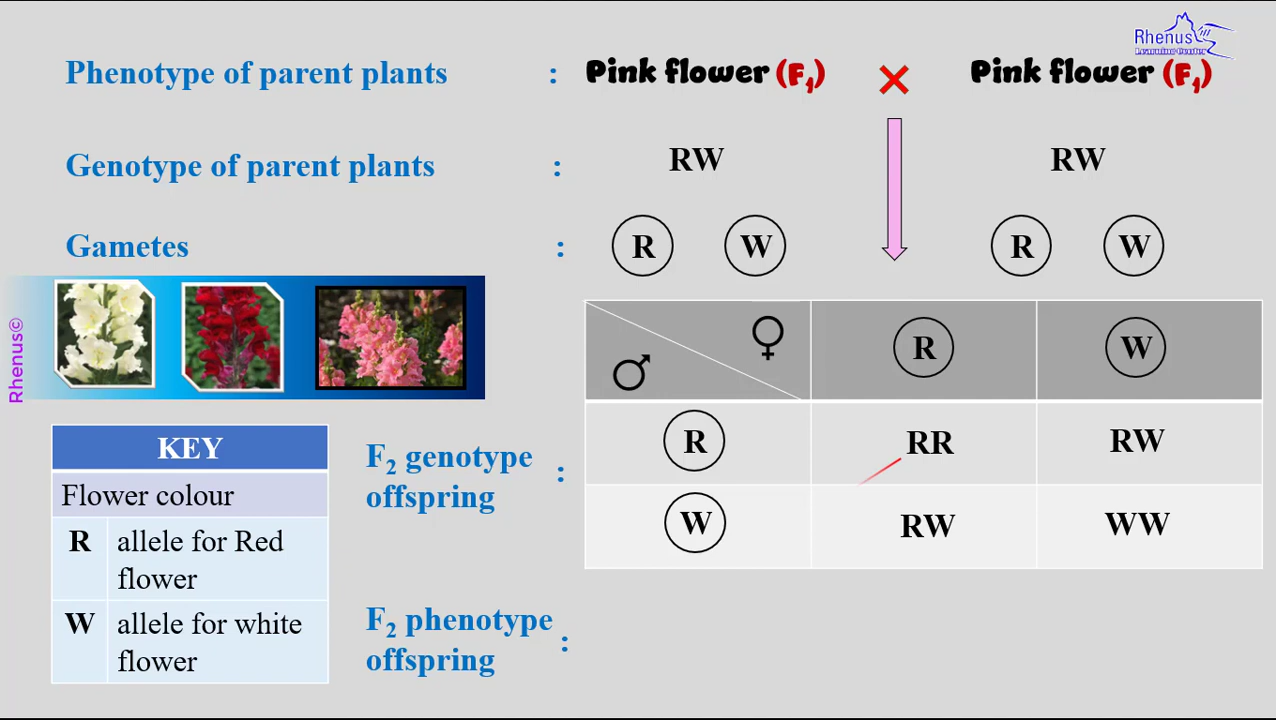 Rhenus
Learning Center
Phenotype of parent plants : Pink flower (F₁) × Pink flower (F₁)
Genotype of parent plants : RW RW
Gametes : R W R W
Rhenus©
♂ ♀ R W
R RR RW
W RW WW
F₂ genotype
offspring :
KEY
Flower colour
R allele for Red
flower
W allele for white
flower
F₂ phenotype
offspring :